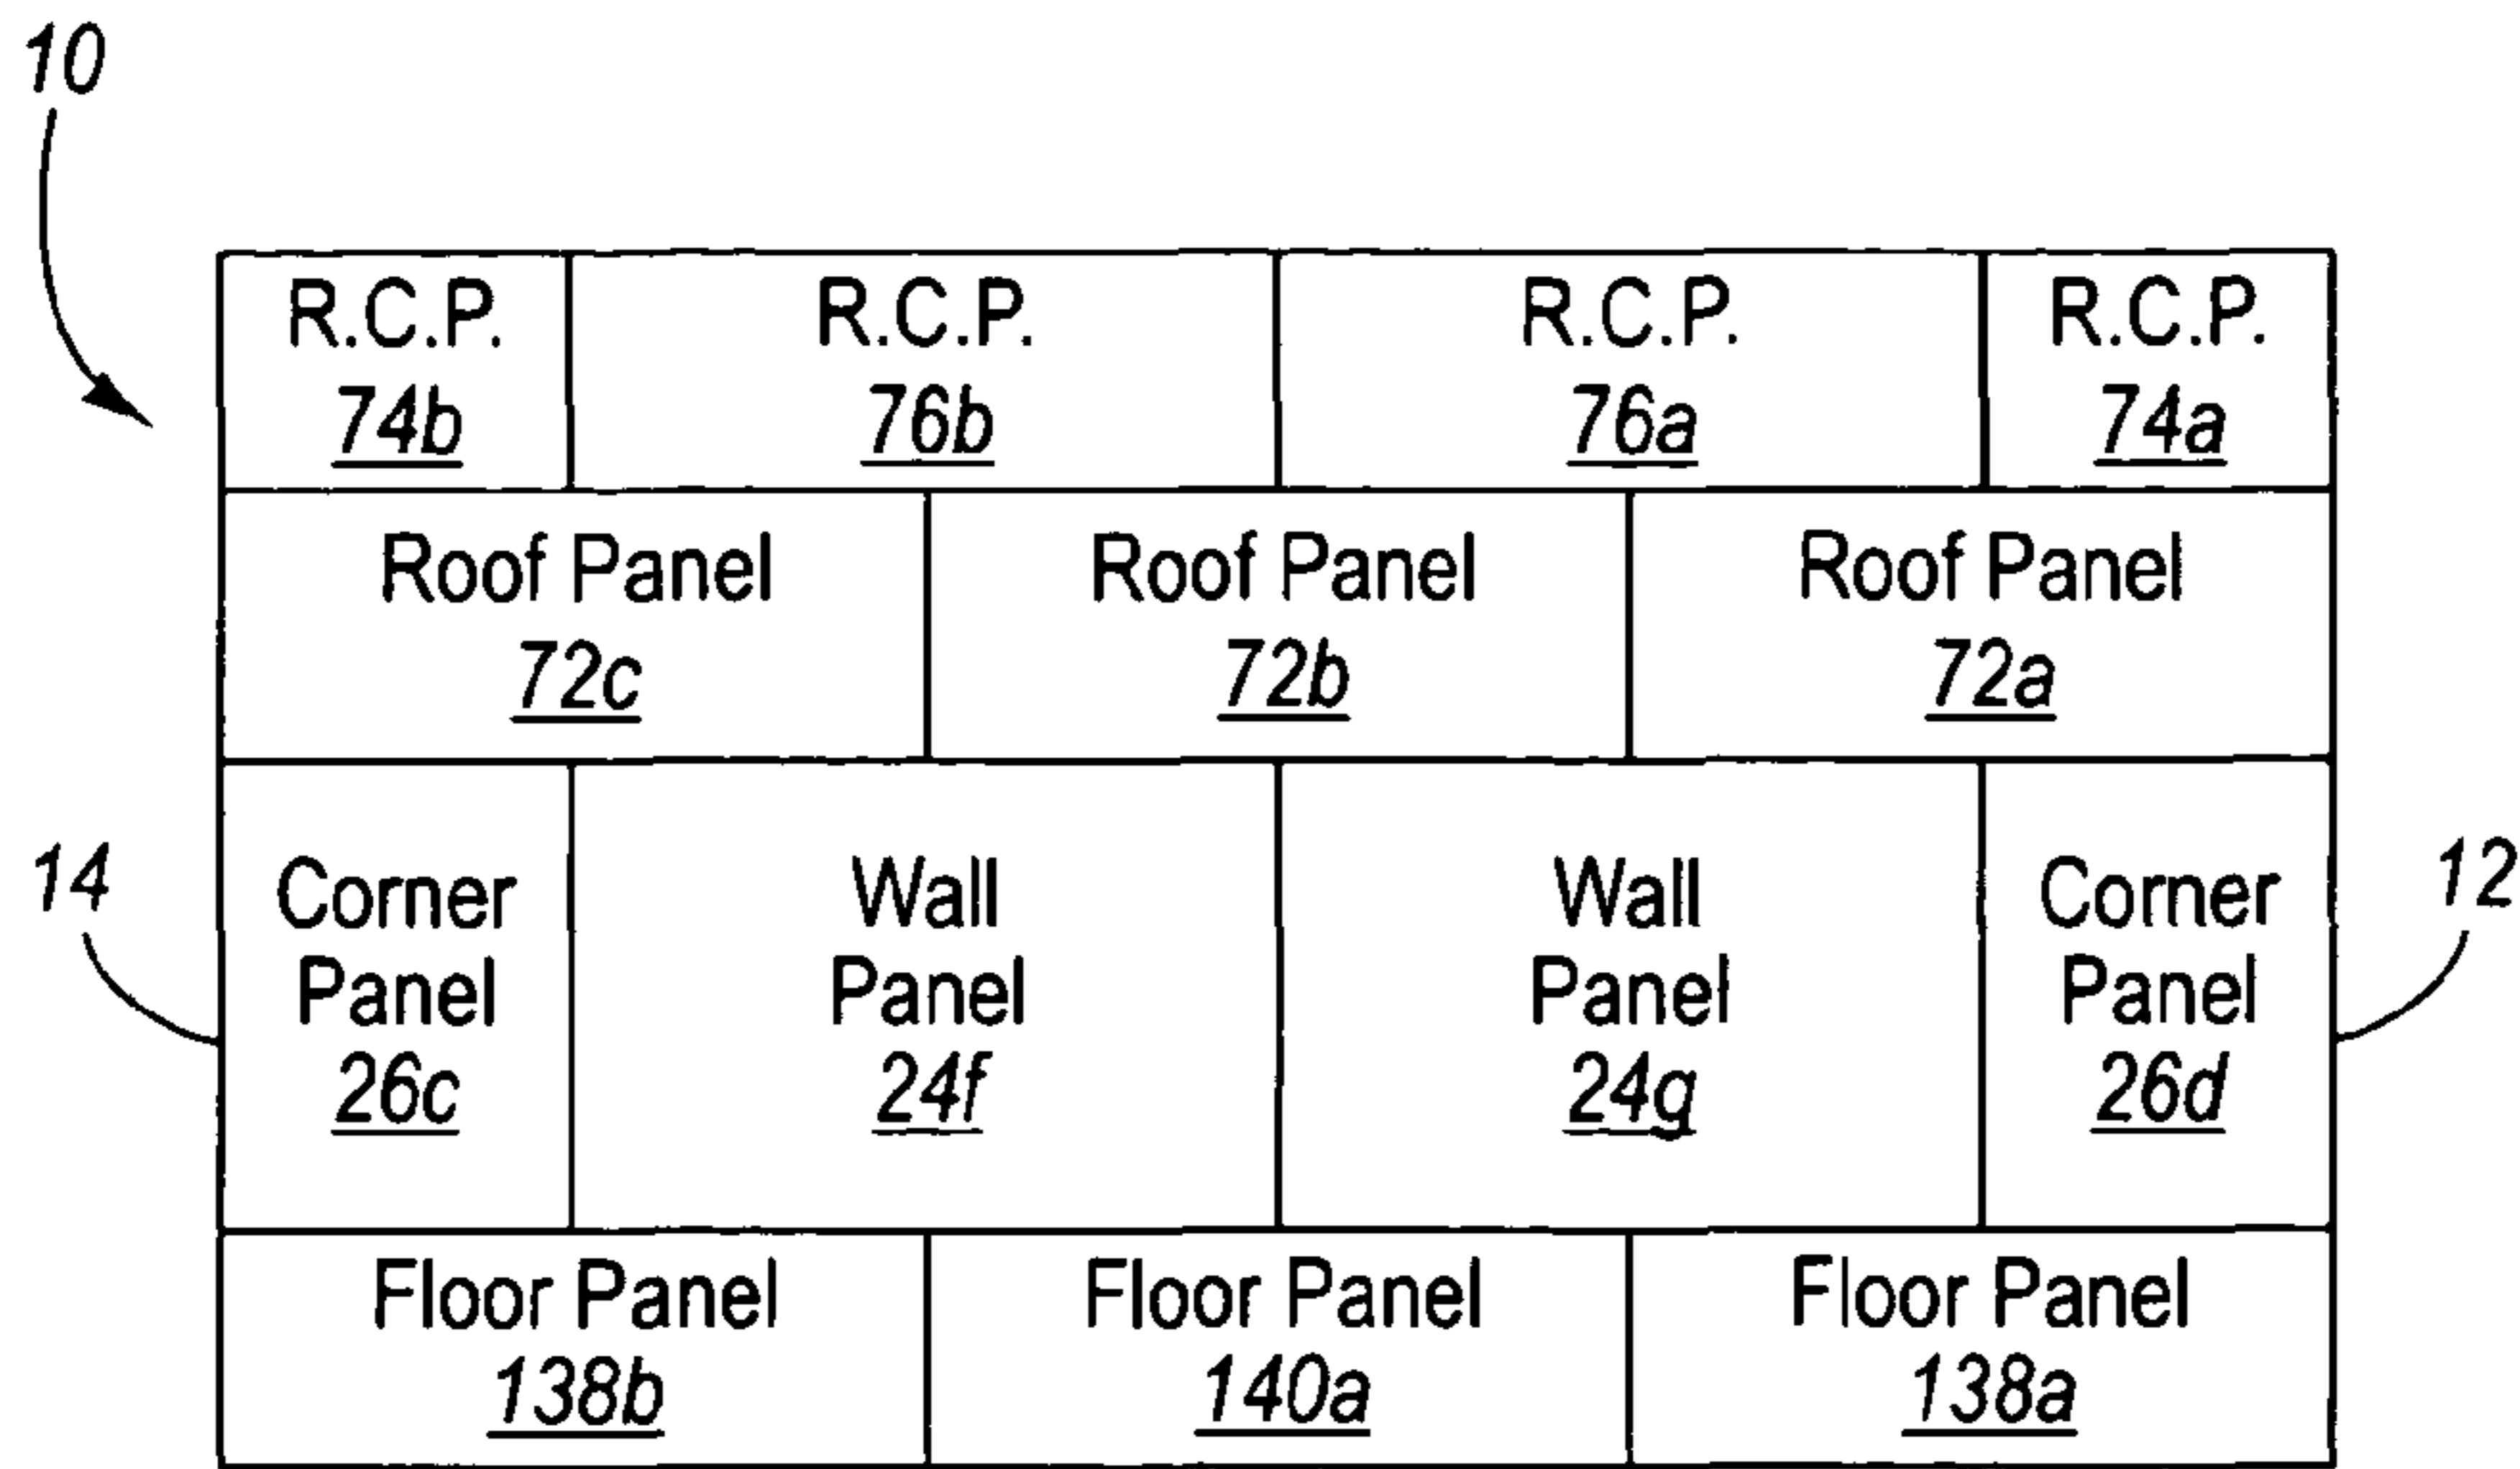 10
R.C.P. R.C.P. R.C.P. R.C.P.
74b 76b 76a 74a
Roof Panel Roof Panel Roof Panel
72c 72b 72a
14 12
Corner Wall Wall Corner
Panel Panel Panel Panel
26c 24f 24g 26d
Floor Panel Floor Panel Floor Panel
138b 140a 138a